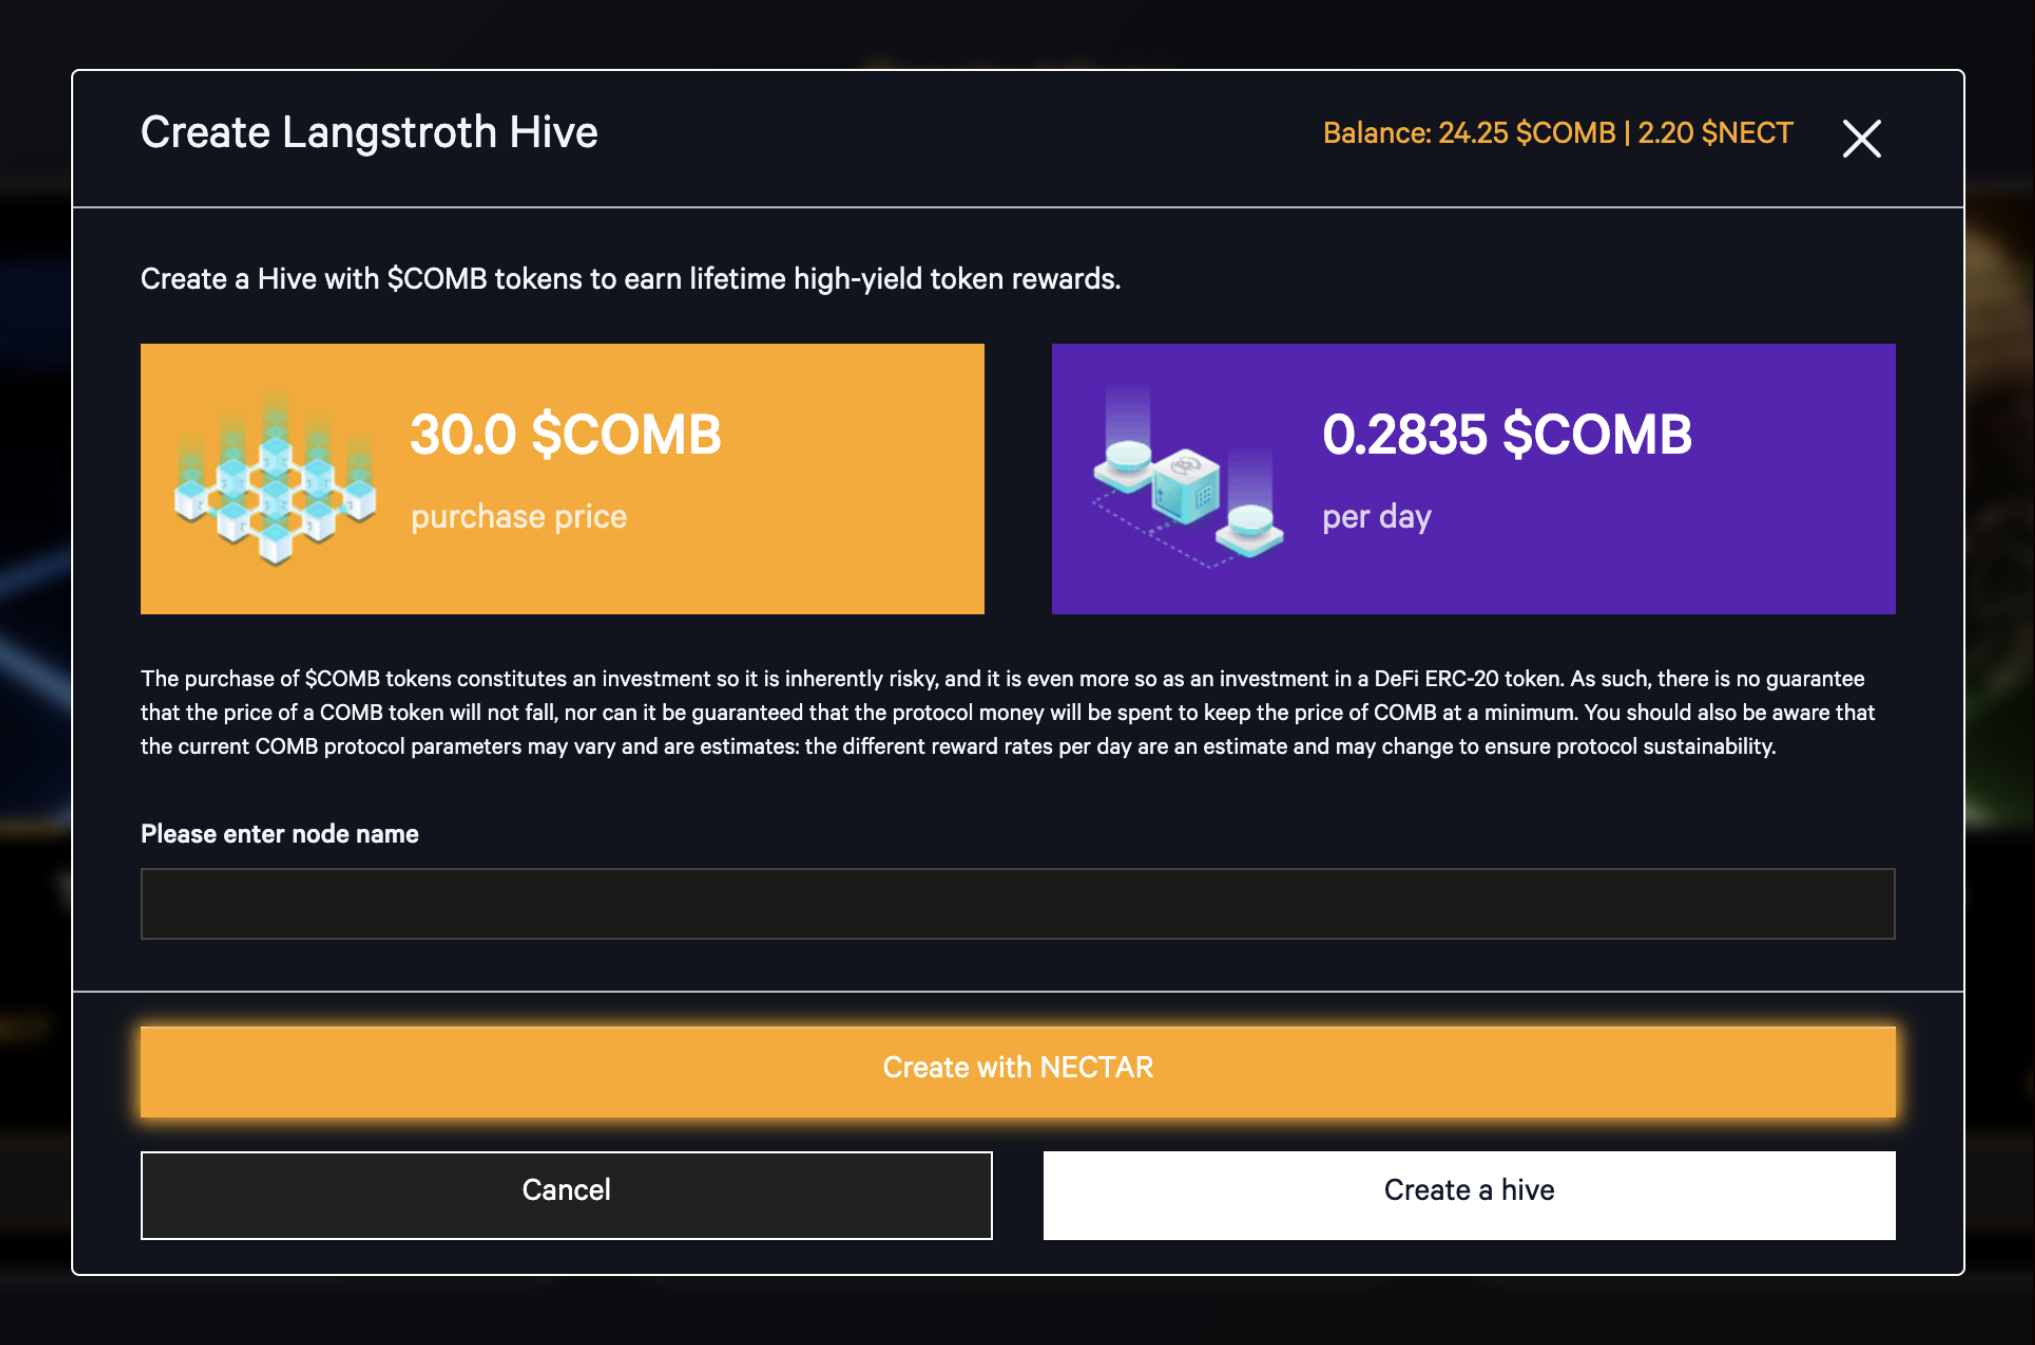 Create Langstroth Hive
Balance: 24.25 $COMB | 2.20 $NECT
Create a Hive with $COMB tokens to earn lifetime high-yield token rewards.
30.0 $COMB
purchase price
0.2835 $COMB
per day
The purchase of $COMB tokens constitutes an investment so it is inherently risky, and it is even more so as an investment in a DeFi ERC-20 token. As such, there is no guarantee
that the price of a COMB token will not fall, nor can it be guaranteed that the protocol money will be spent to keep the price of COMB at a minimum. You should also be aware that
the current COMB protocol parameters may vary and are estimates: the different reward rates per day are an estimate and may change to ensure protocol sustainability.
Please enter node name
Create with NECTAR
Cancel
Create a hive